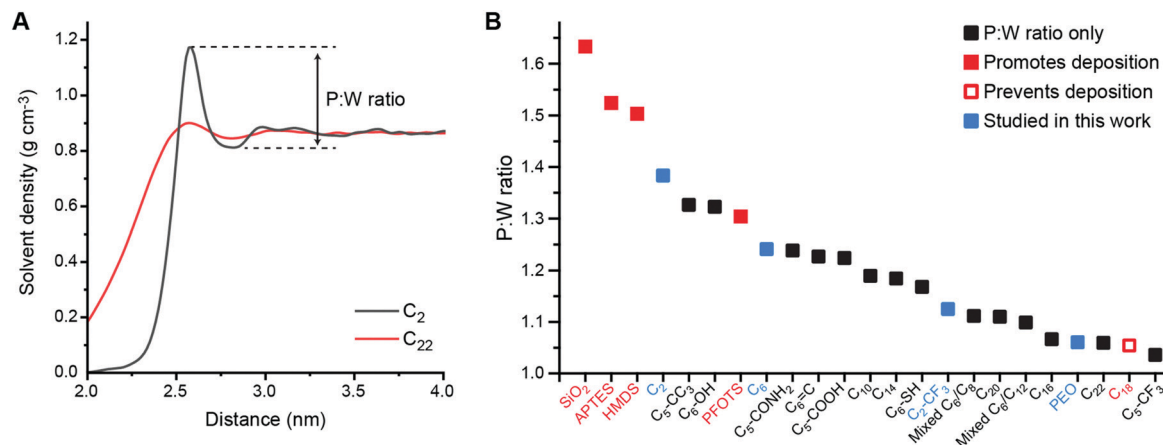 A
1.2
1.0
0.8
0.6
0.4
0.2
0.0
Solvent density (g cm⁻³)
P:W ratio
C₂
C₂₂
2.0 2.5 3.0 3.5 4.0
Distance (nm)
B
P:W ratio only
Promotes deposition
Prevents deposition
Studied in this work
1.6
1.5
1.4
1.3
1.2
1.1
1.0
P:W ratio
SiO₂
APTES
HMDS
C₂
C₅-CC₃
C₆-OH
PFOTS
C₆
C₅-CONH₂
C₆=C
C₅-COOH
C₁₀
C₁₄
C₆-SH
C₂-CF₃
Mixed C₆/C₈
C₂₀
Mixed C₆/C₁₂
C₁₆
PEO
C₂₂
C₁₈
C₅-CF₃